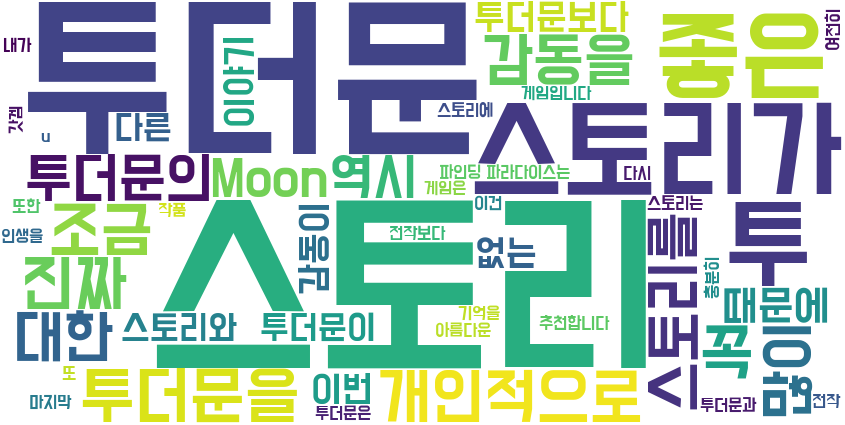 투더문
스토리
스토리가
좋은
투더문보다
감동을
이야기
내가
여전히
갓겜
u
다른
게임입니다
스토리에
투더문의
Moon
역시
파인딩 파라다이스는
게임은
다시
또한
작품
이건
스토리는
인생을
조금
진짜
감동이
전작보다
없는
스토리를
투
충분히
때문에
대한
스토리와
투더문이
기억을
아름다운
추천합니다
꼭
많이
또
마지막
투더문을
이번
투더문은
개인적으로
투더문과
전작